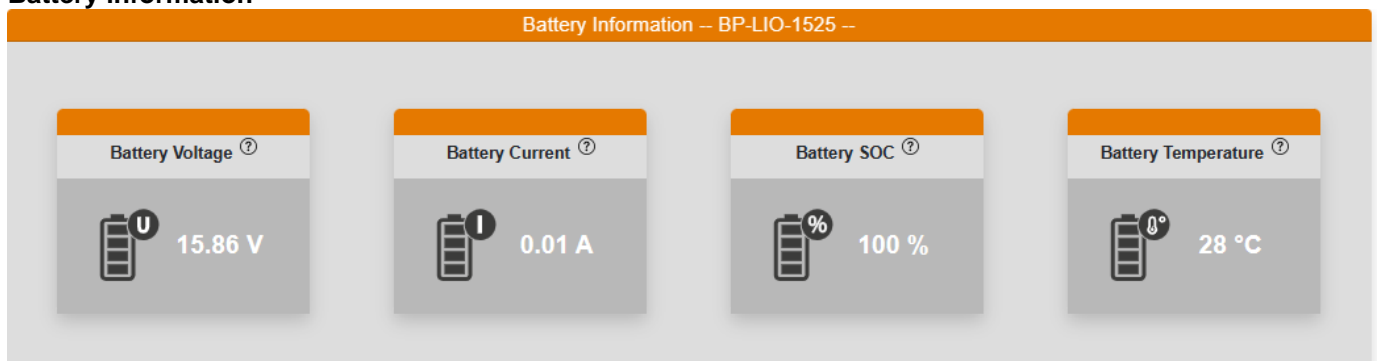 Battery Information -- BP-LIO-1525 --
Battery Voltage ?
Battery Current ?
Battery SOC ?
Battery Temperature ?
U
15.86 V
I
0.01 A
%
100 %
°
28 °C